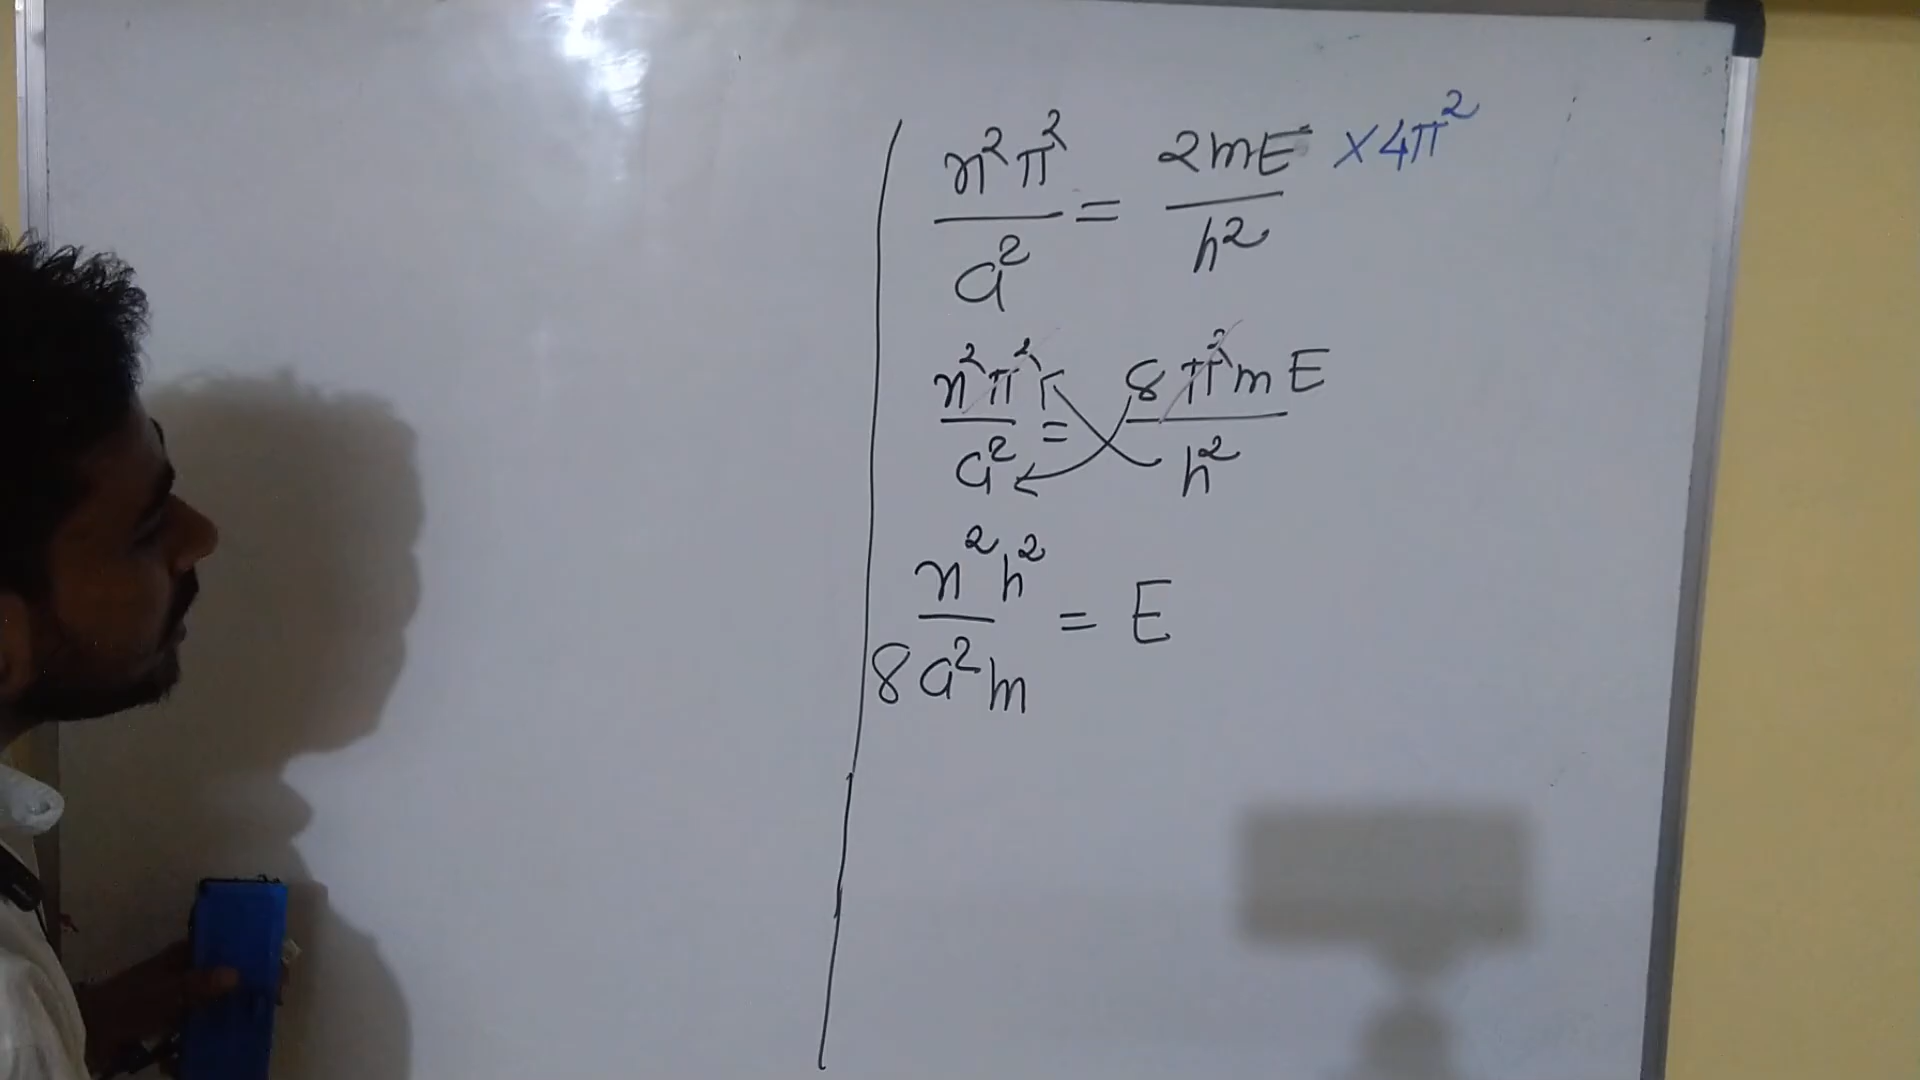 n²π²/a² = 2mE/h² ×4π²
n²π²/a² = 8π²mE/h²
n²h²/8a²m = E